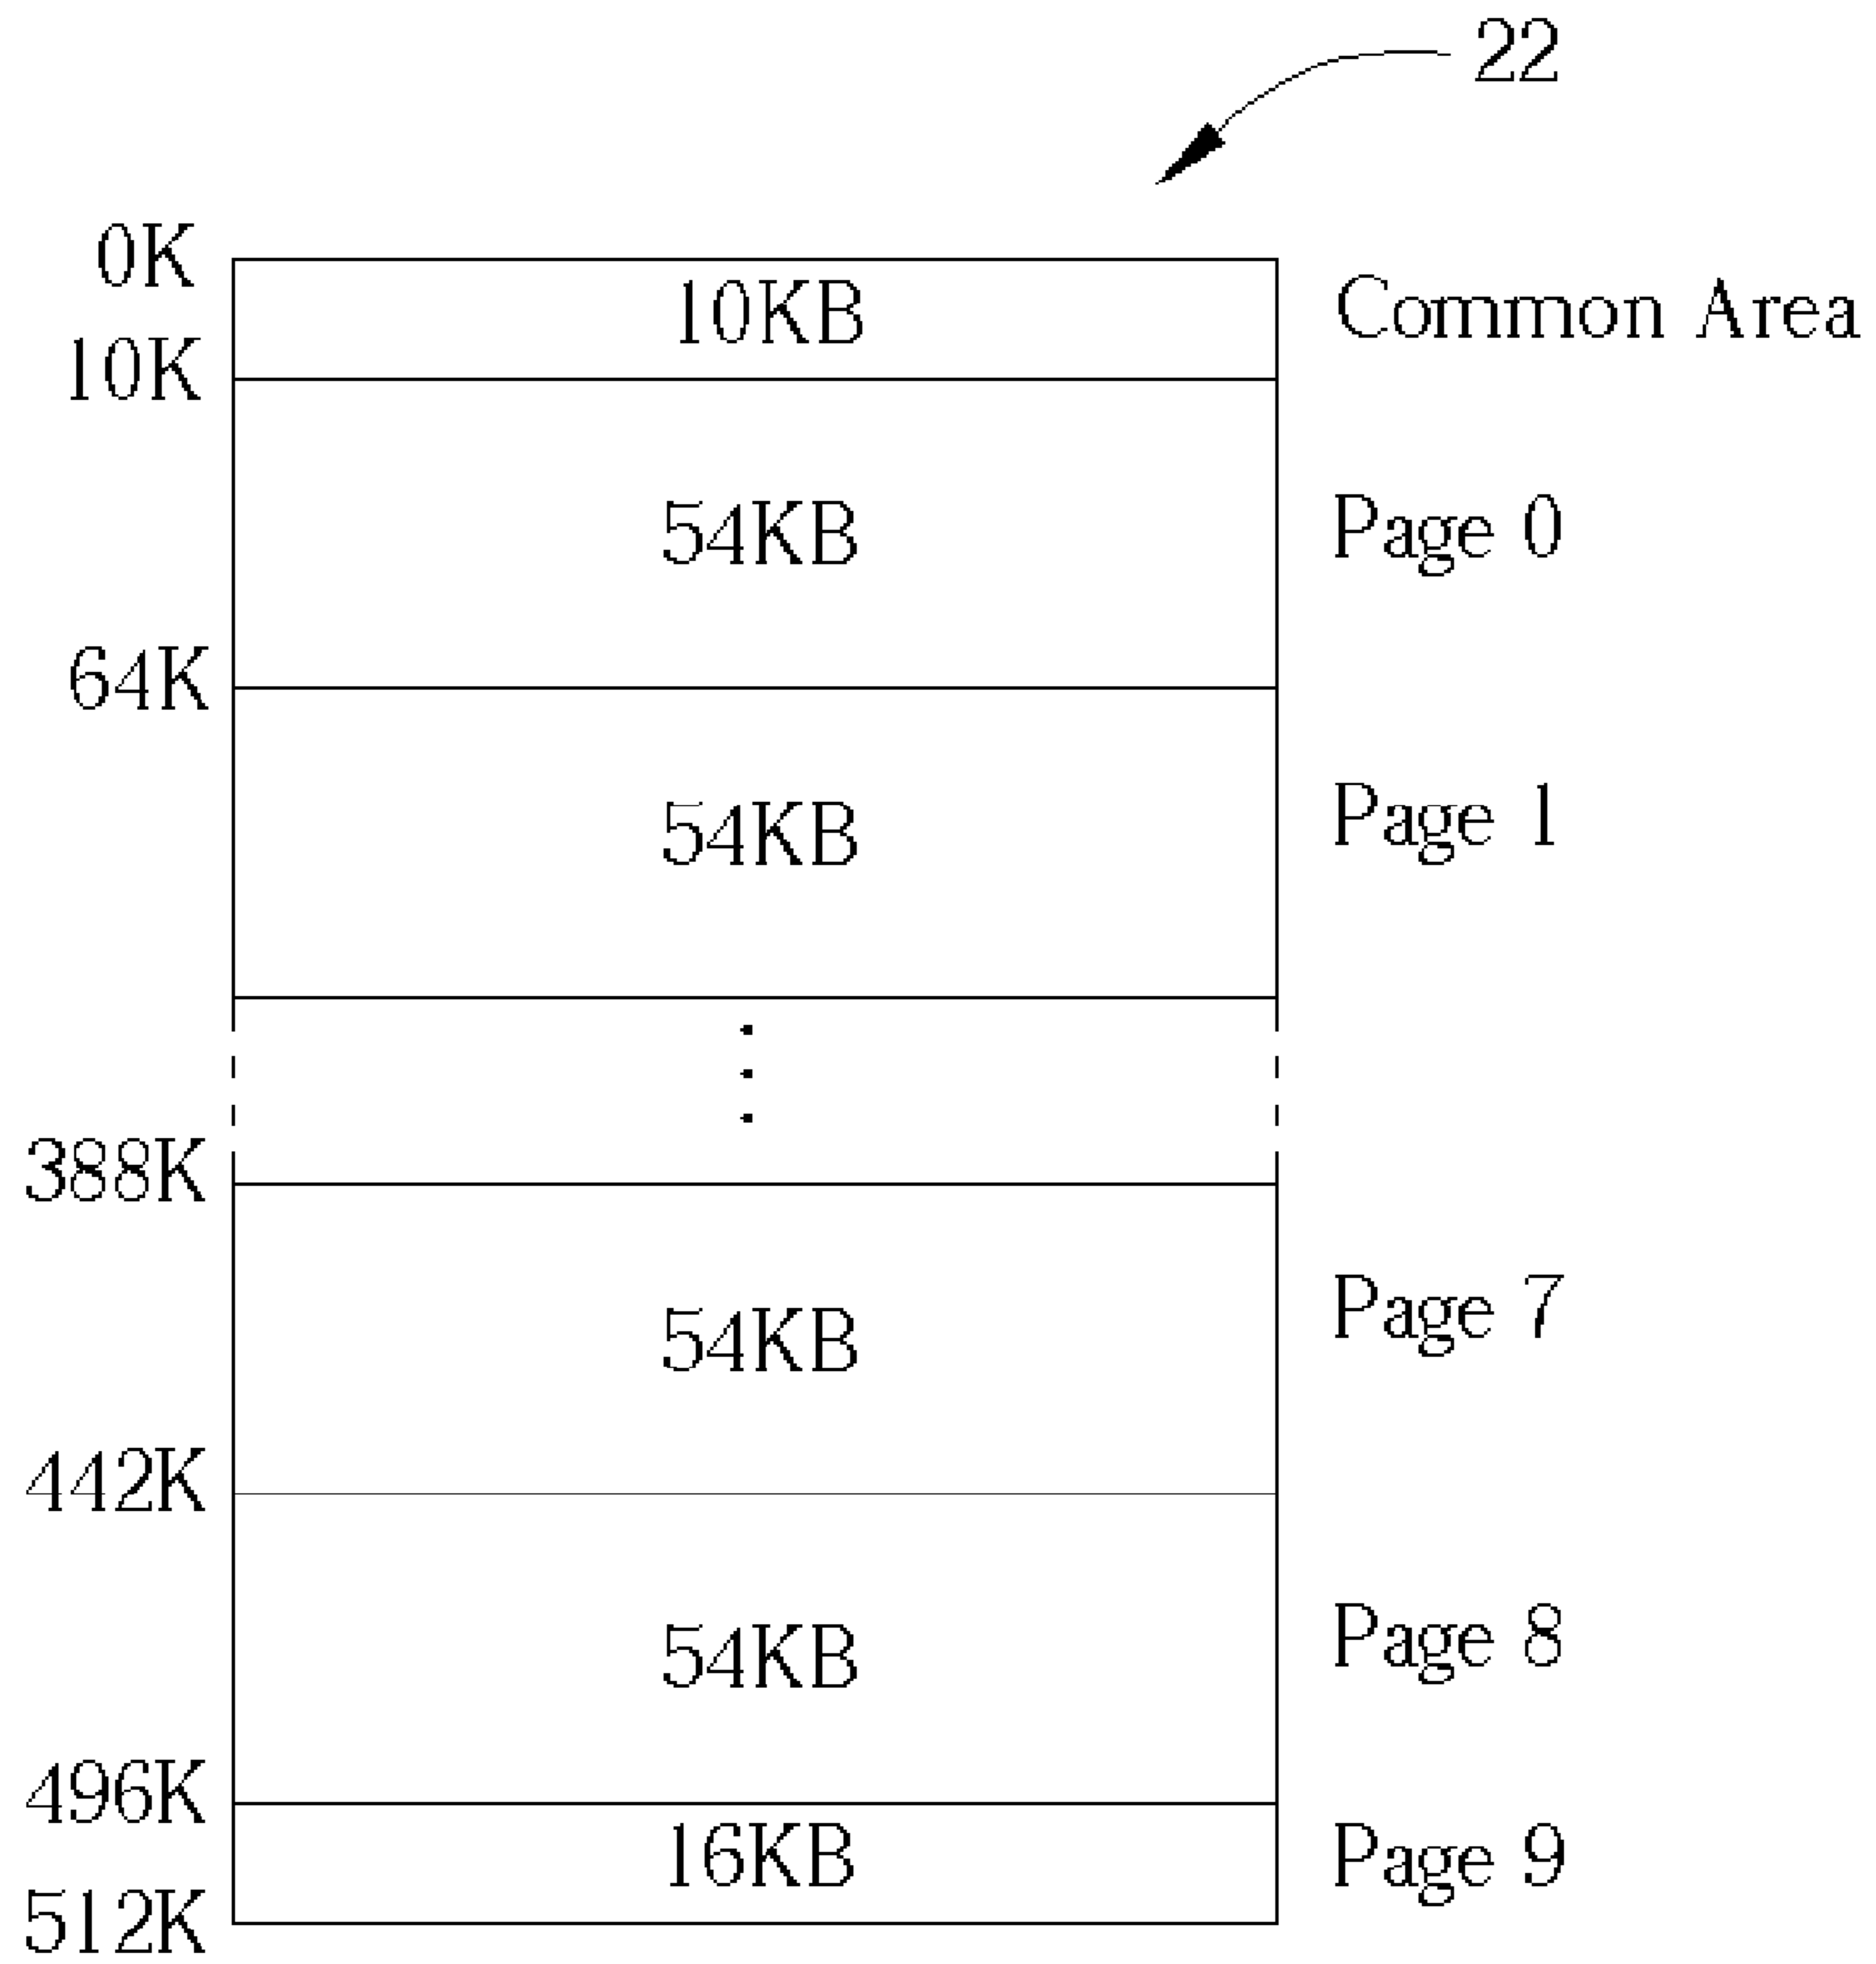 22
0K
10KB
Common Area
10K
54KB
Page 0
64K
54KB
Page 1
388K
54KB
Page 7
442K
54KB
Page 8
496K
16KB
Page 9
512K